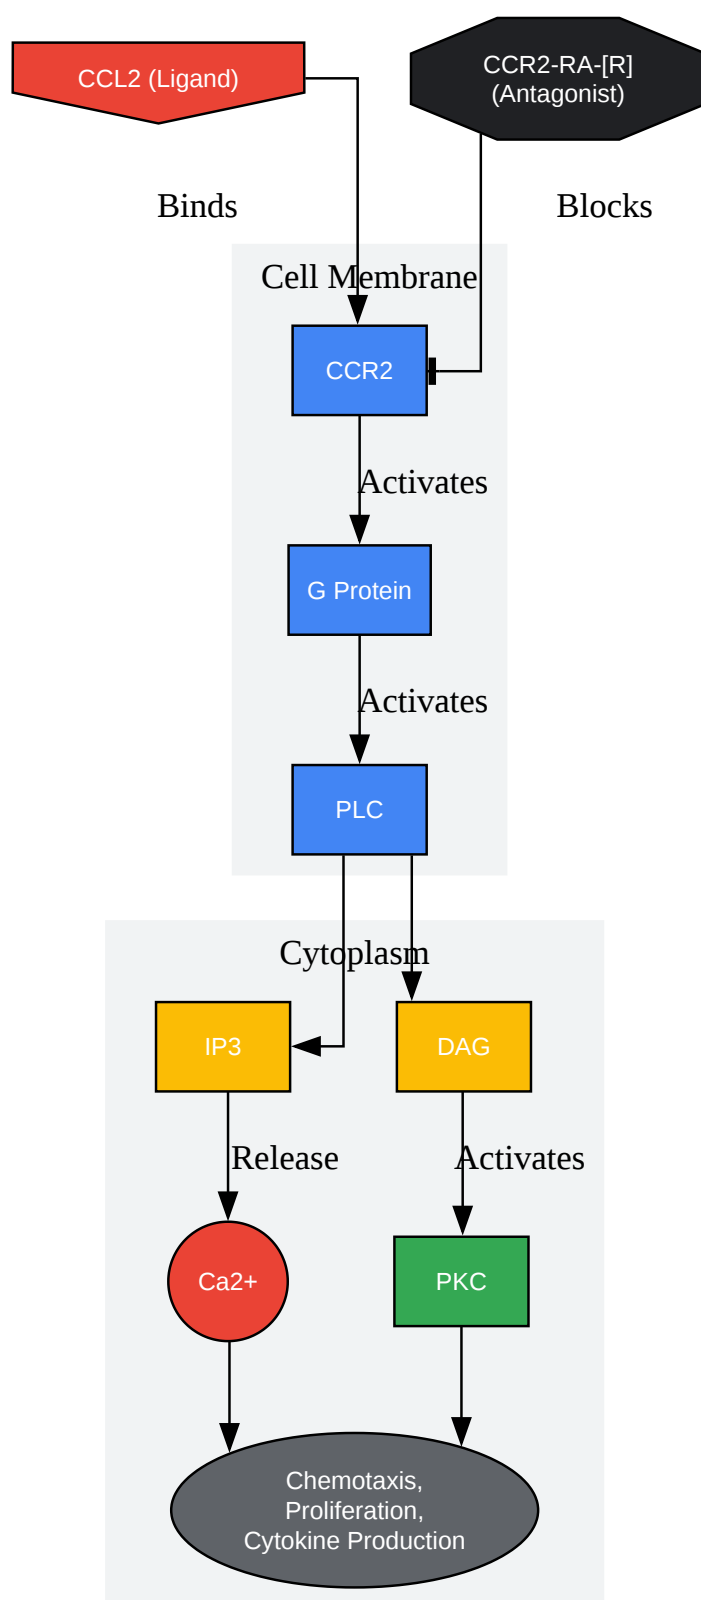 CCL2 (Ligand)
CCR2-RA-[R]
(Antagonist)
Binds
Blocks
Cell Membrane
CCR2
Activates
G Protein
Activates
PLC
Cytoplasm
IP3
DAG
Release
Activates
Ca2+
PKC
Chemotaxis,
Proliferation,
Cytokine Production